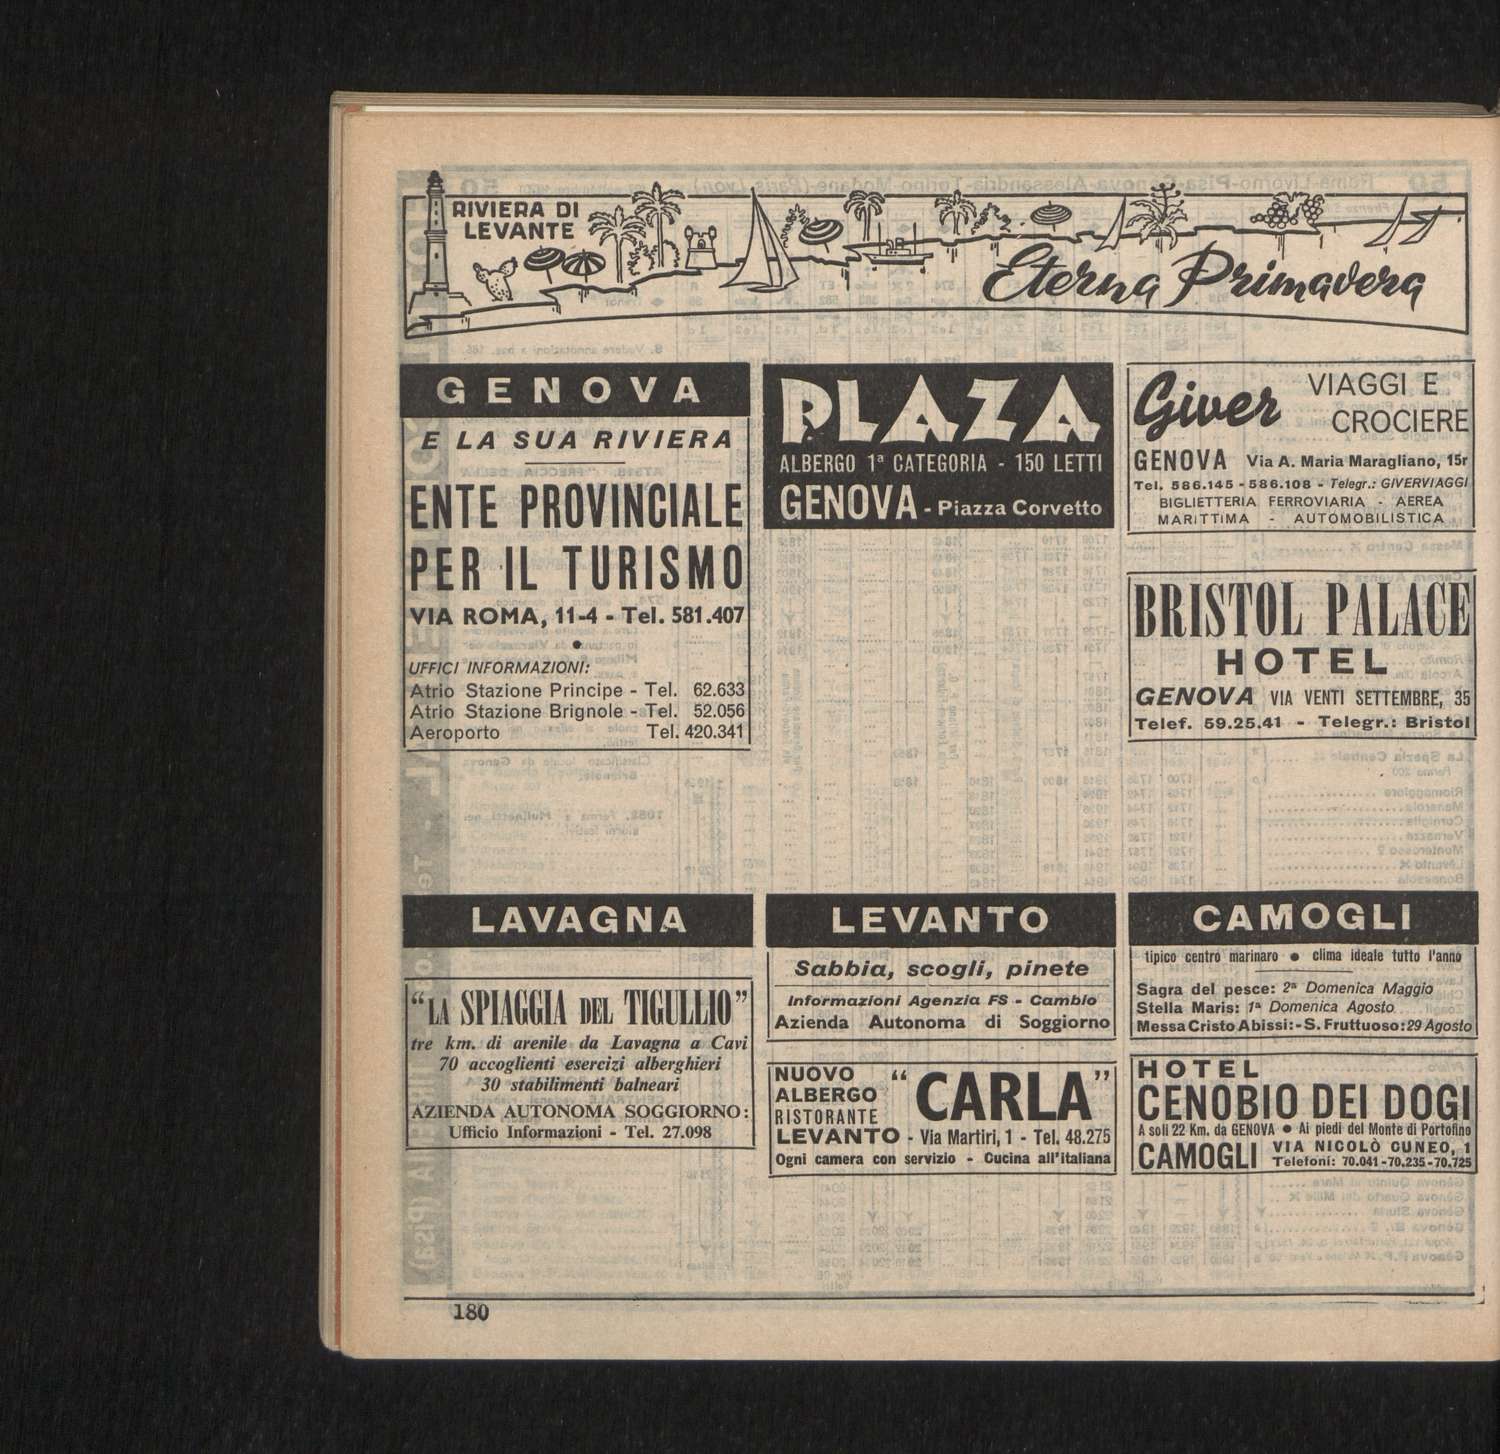 RIVIERA DI
LEVANTE
Eterna Primavera
GENOVA
E LA SUA RIVIERA
ENTE PROVINCIALE
PER IL TURISMO
VIA ROMA, 11-4 - Tel. 581.407
UFFICI INFORMAZIONI:
Atrio Stazione Principe - Tel. 62.633
Atrio Stazione Brignole - Tel. 52.056
Aeroporto Tel. 420.341
PLAZA
ALBERGO 1ª CATEGORIA - 150 LETTI
GENOVA - Piazza Corvetto
Giver VIAGGI E
CROCIERE
GENOVA Via A. Maria Maragliano, 15r
Tel. 586.145 - 586.108 - Telegr.: GIVERVIAGGI
BIGLIETTERIA FERROVIARIA - AEREA
MARITTIMA - AUTOMOBILISTICA
BRISTOL PALACE
HOTEL
GENOVA VIA VENTI SETTEMBRE, 35
Telef. 59.25.41 - Telegr.: Bristol
LAVAGNA
“LA SPIAGGIA DEL TIGULLIO”
tre km. di arenile da Lavagna a Cavi
70 accoglienti esercizi alberghieri
30 stabilimenti balneari
AZIENDA AUTONOMA SOGGIORNO:
Ufficio Informazioni - Tel. 27.098
LEVANTO
Sabbia, scogli, pinete
Informazioni Agenzia FS - Cambio
Azienda Autonoma di Soggiorno
NUOVO
ALBERGO
RISTORANTE
“CARLA”
LEVANTO - Via Martiri, 1 - Tel. 48.275
Ogni camera con servizio - Cucina all'italiana
CAMOGLI
tipico centro marinaro ● clima ideale tutto l'anno
Sagra del pesce: 2ª Domenica Maggio
Stella Maris: 1ª Domenica Agosto
Messa Cristo Abissi: - S. Fruttuoso: 29 Agosto
HOTEL
CENOBIO DEI DOGI
A soli 22 Km. da GENOVA ● Ai piedi del Monte di Portofino
CAMOGLI VIA NICOLÒ CUNEO, 1
Telefoni: 70.041 - 70.235 - 70.725
180